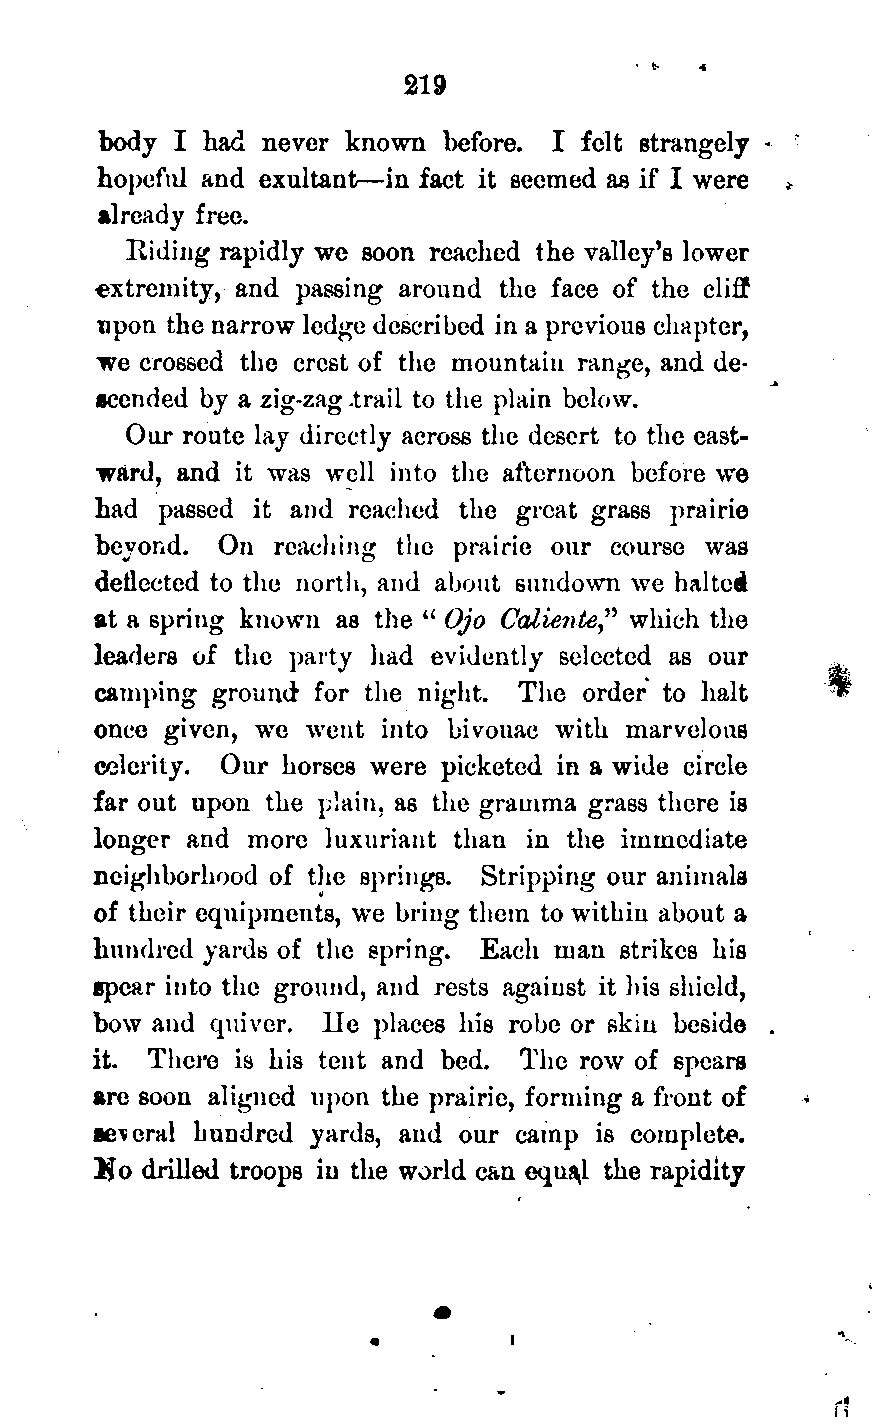 219
body I had never known before. I felt strangely
hopeful and exultant—in fact it seemed as if I were
already free.
Riding rapidly we soon reached the valley's lower
extremity, and passing around the face of the cliff
upon the narrow ledge described in a previous chapter,
we crossed the crest of the mountain range, and de-
scended by a zig-zag trail to the plain below.
Our route lay directly across the desert to the east-
ward, and it was well into the afternoon before we
had passed it and reached the great grass prairie
beyond. On reaching the prairie our course was
deflected to the north, and about sundown we halted
at a spring known as the "Ojo Caliente," which the
leaders of the party had evidently selected as our
camping ground for the night. The order to halt
once given, we went into bivouac with marvelous
celerity. Our horses were picketed in a wide circle
far out upon the plain, as the gramma grass there is
longer and more luxuriant than in the immediate
neighborhood of the springs. Stripping our animals
of their equipments, we bring them to within about a
hundred yards of the spring. Each man strikes his
spear into the ground, and rests against it his shield,
bow and quiver. He places his robe or skin beside
it. There is his tent and bed. The row of spears
are soon aligned upon the prairie, forming a front of
several hundred yards, and our camp is complete.
No drilled troops in the world can equal the rapidity